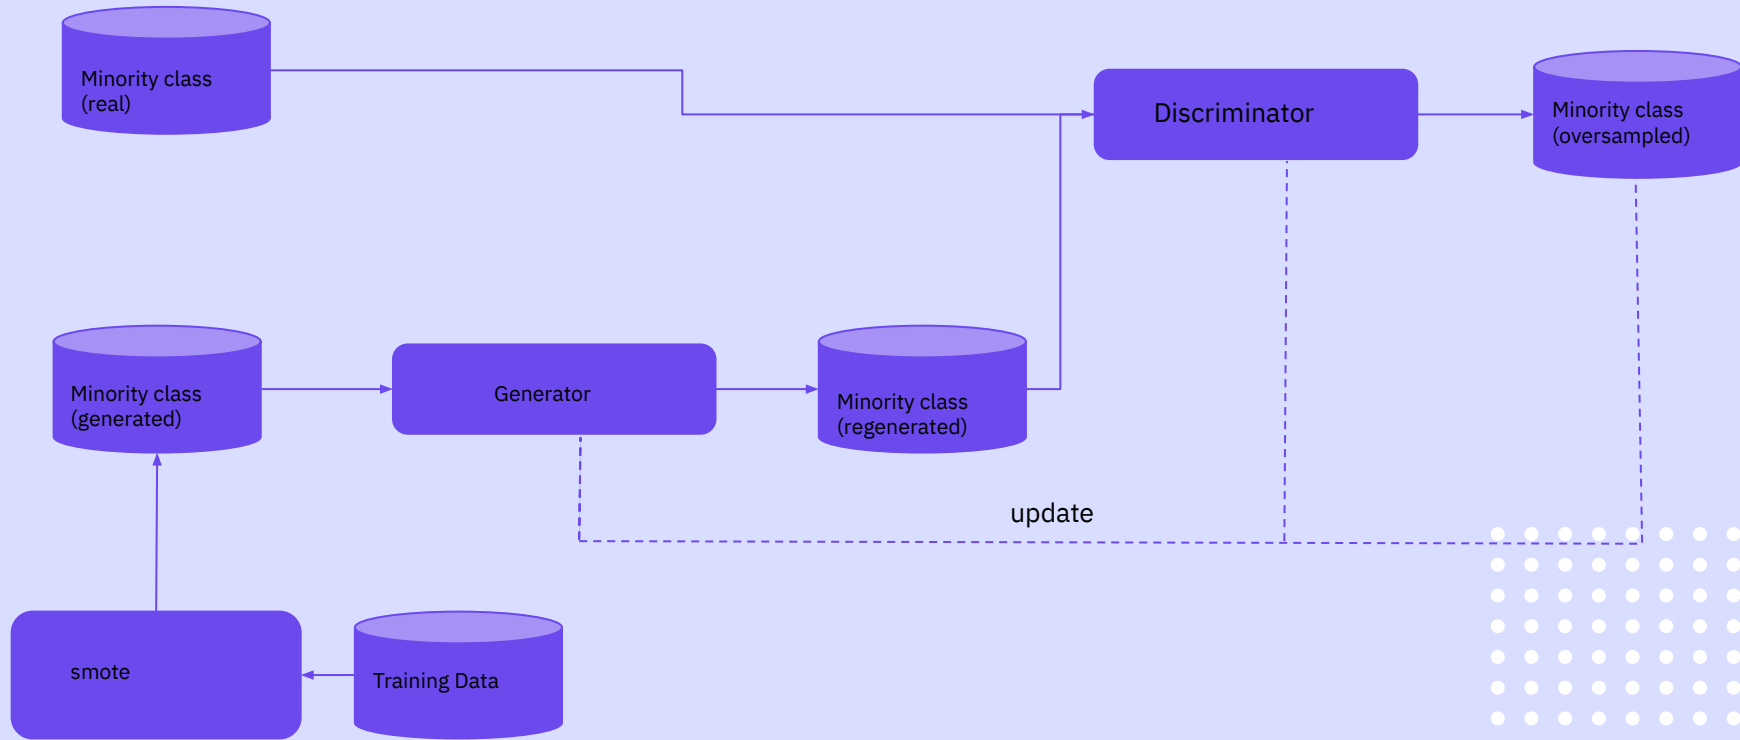 Minority class
(real)
Discriminator
Minority class
(oversampled)
Minority class
(generated)
Generator
Minority class
(regenerated)
update
smote
Training Data